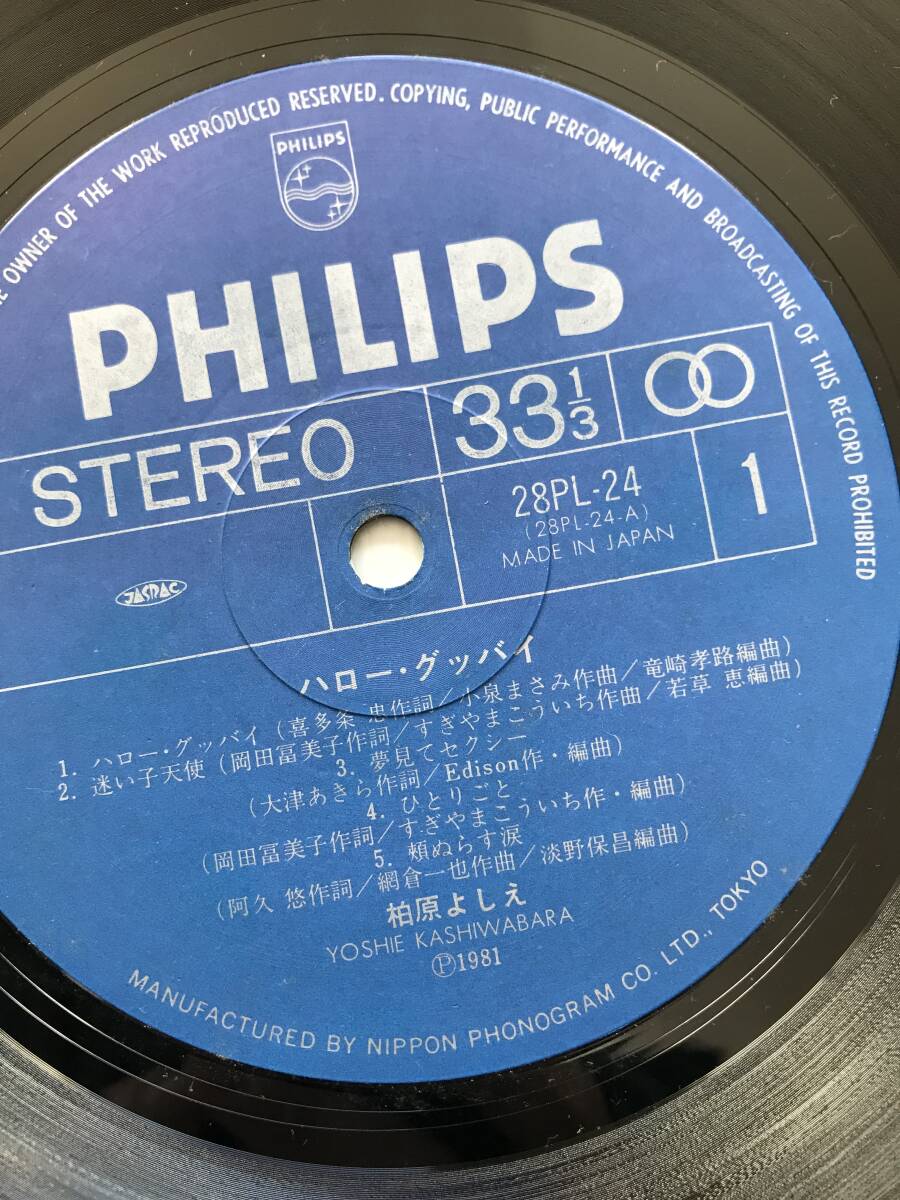 OWNER OF THE WORK REPRODUCED RESERVED. COPYING, PUBLIC PERFORMANCE AND BROADCASTING OF THIS RECORD PROHIBITED
PHILIPS
PHILIPS
STEREO
33 1/3
28PL-24
(28PL-24-A)
MADE IN JAPAN
1
JASRAC
ハロー・グッバイ
1. ハロー・グッバイ (喜多条 忠作詞/小泉まさみ作曲/竜崎孝路編曲)
2. 迷い子天使 (岡田冨美子作詞/すぎやまこういち作曲/若草 恵編曲)
3. 夢見てセクシー
(大津あきら作詞/Edison作・編曲)
4. ひとりごと
(岡田冨美子作詞/すぎやまこういち作・編曲)
5. 頬ぬらす涙
(阿久 悠作詞/網倉一也作曲/淡野保昌編曲)
柏原よしえ
YOSHIE KASHIWABARA
Ⓟ1981
MANUFACTURED BY NIPPON PHONOGRAM CO. LTD., TOKYO